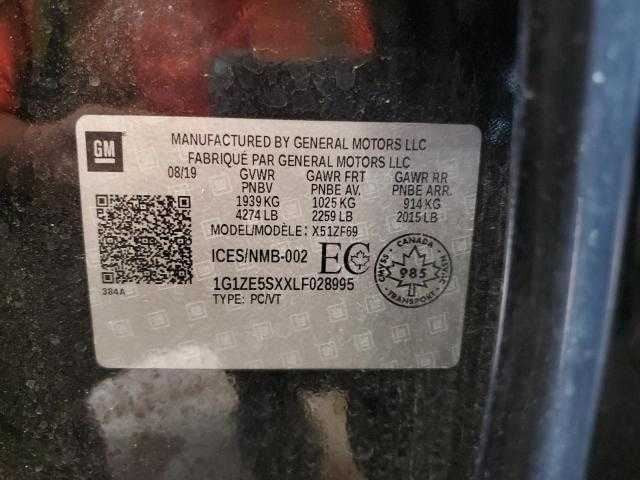 GM
MANUFACTURED BY GENERAL MOTORS LLC
FABRIQUÉ PAR GENERAL MOTORS LLC
08/19 GVWR GAWR FRT GAWR RR
PNBV PNBE AV. PNBE ARR.
1939 KG 1025 KG 914 KG
4274 LB 2259 LB 2015 LB
MODEL/MODÈLE: X51ZF69
ICES/NMB-002 EC
CANADA
CMVSS NSVAC
985
TRANSPORT
1G1ZE5SXXLF028995
384A TYPE: PC/VT